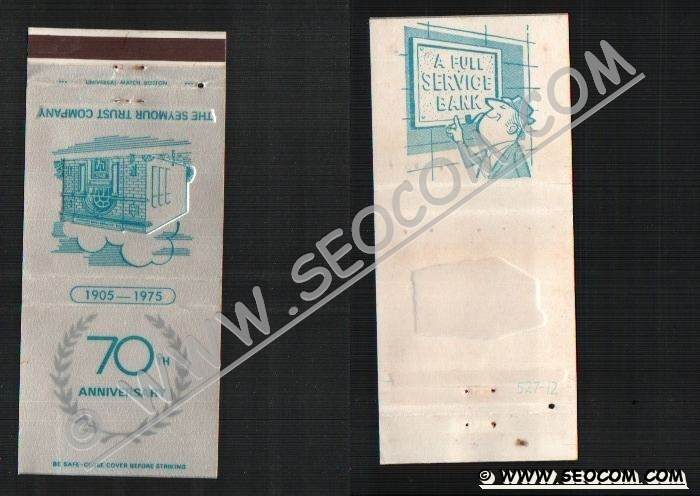 UNIVERSAL MATCH, BOSTON
THE SEYMOUR TRUST COMPANY
1905—1975
70TH
ANNIVERSARY
BE SAFE-CLOSE COVER BEFORE STRIKING
A FULL
SERVICE
BANK
527-12
© WWW.SEOCOM.COM
© WWW.SEOCOM.COM